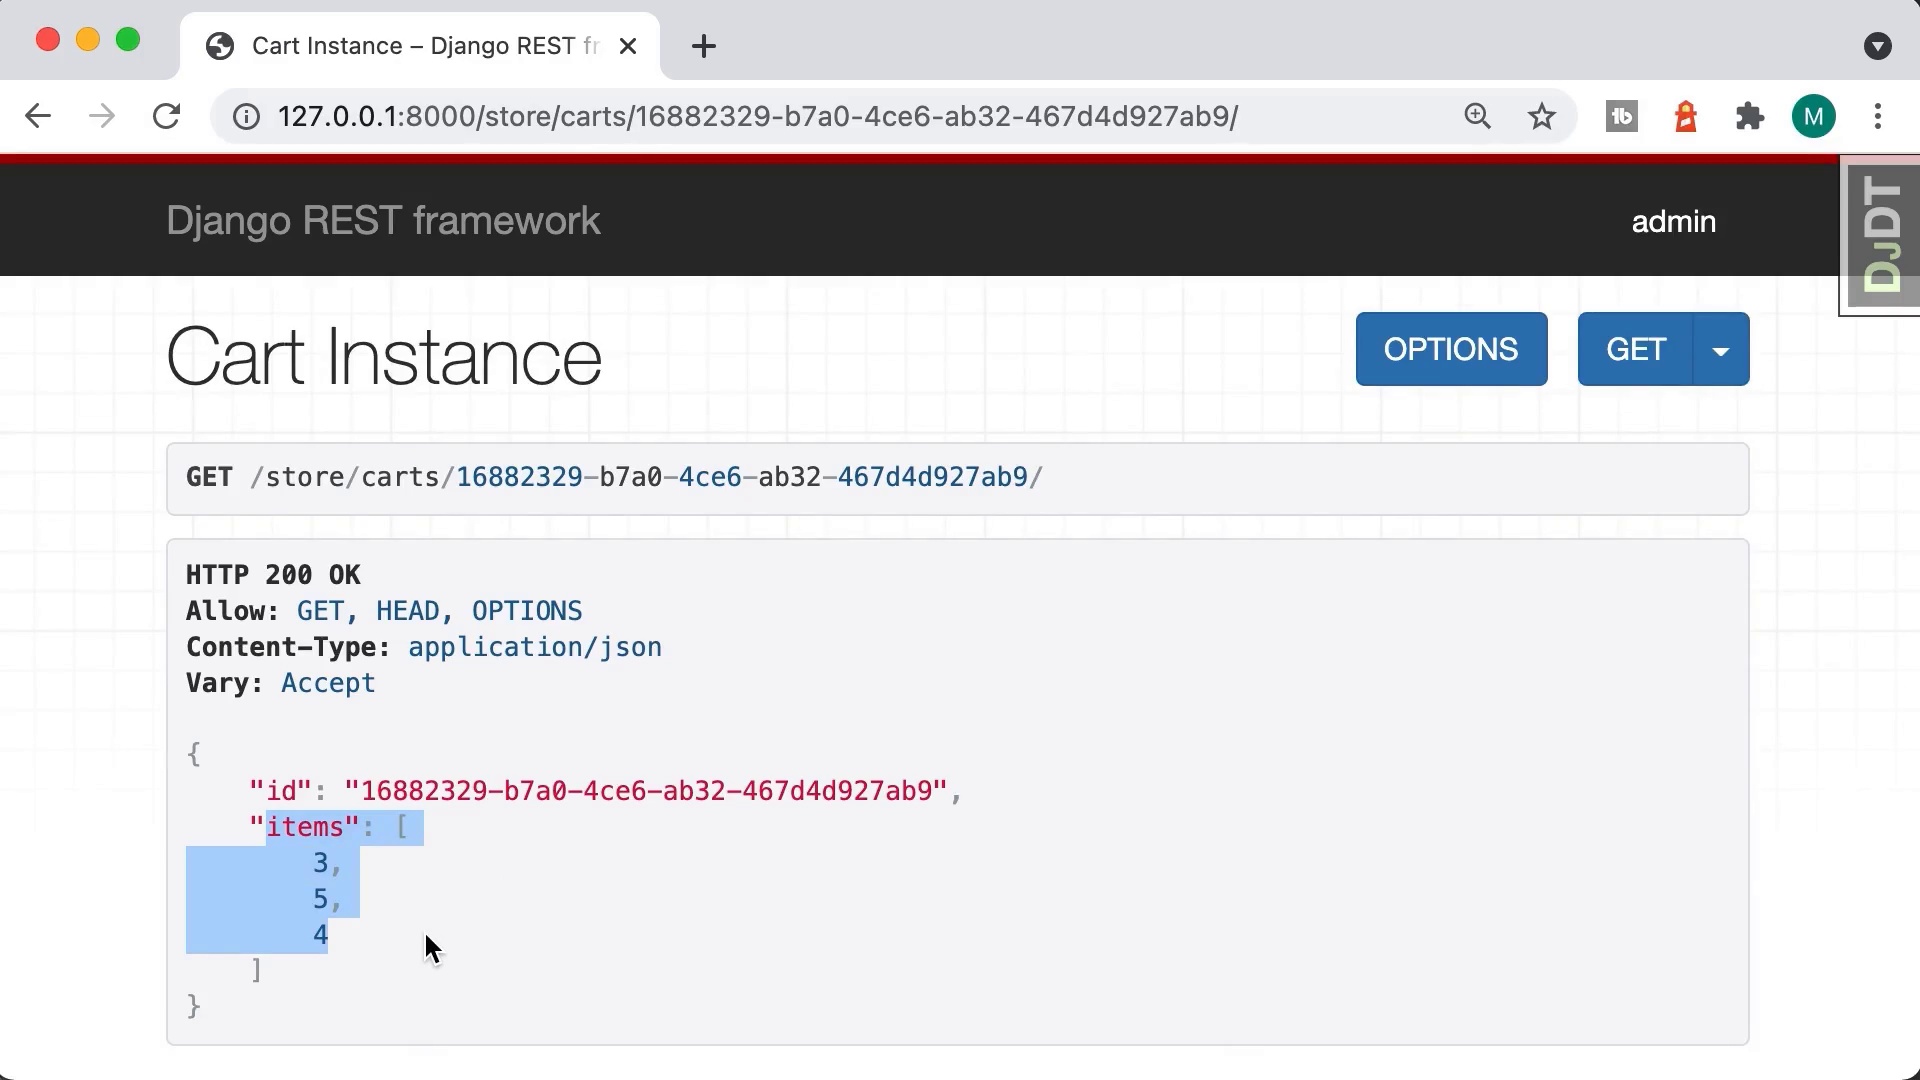 Cart Instance – Django REST fr
127.0.0.1:8000/store/carts/16882329-b7a0-4ce6-ab32-467d4d927ab9/
M
Django REST framework
admin
DJDT
Cart Instance
OPTIONS
GET
GET /store/carts/16882329-b7a0-4ce6-ab32-467d4d927ab9/
HTTP 200 OK
Allow: GET, HEAD, OPTIONS
Content-Type: application/json
Vary: Accept
{
    "id": "16882329-b7a0-4ce6-ab32-467d4d927ab9",
    "items": [
        3,
        5,
        4
    ]
}